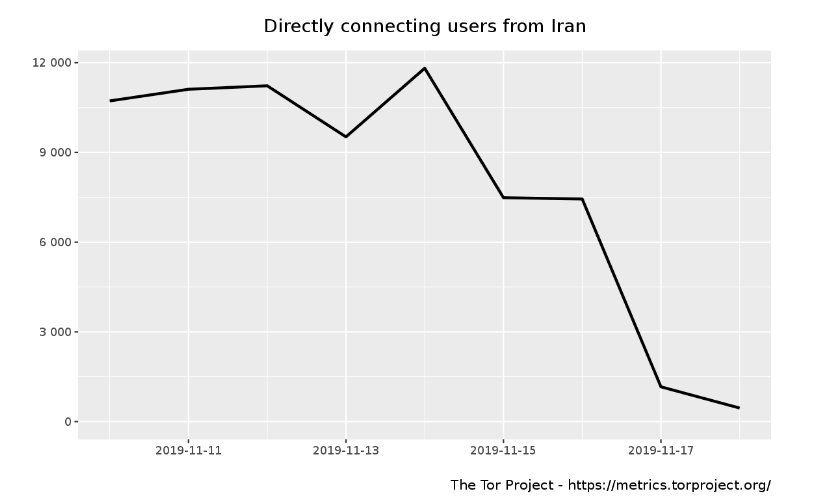 Directly connecting users from Iran
12 000
9 000
6 000
3 000
0
2019-11-11 2019-11-13 2019-11-15 2019-11-17
The Tor Project - https://metrics.torproject.org/